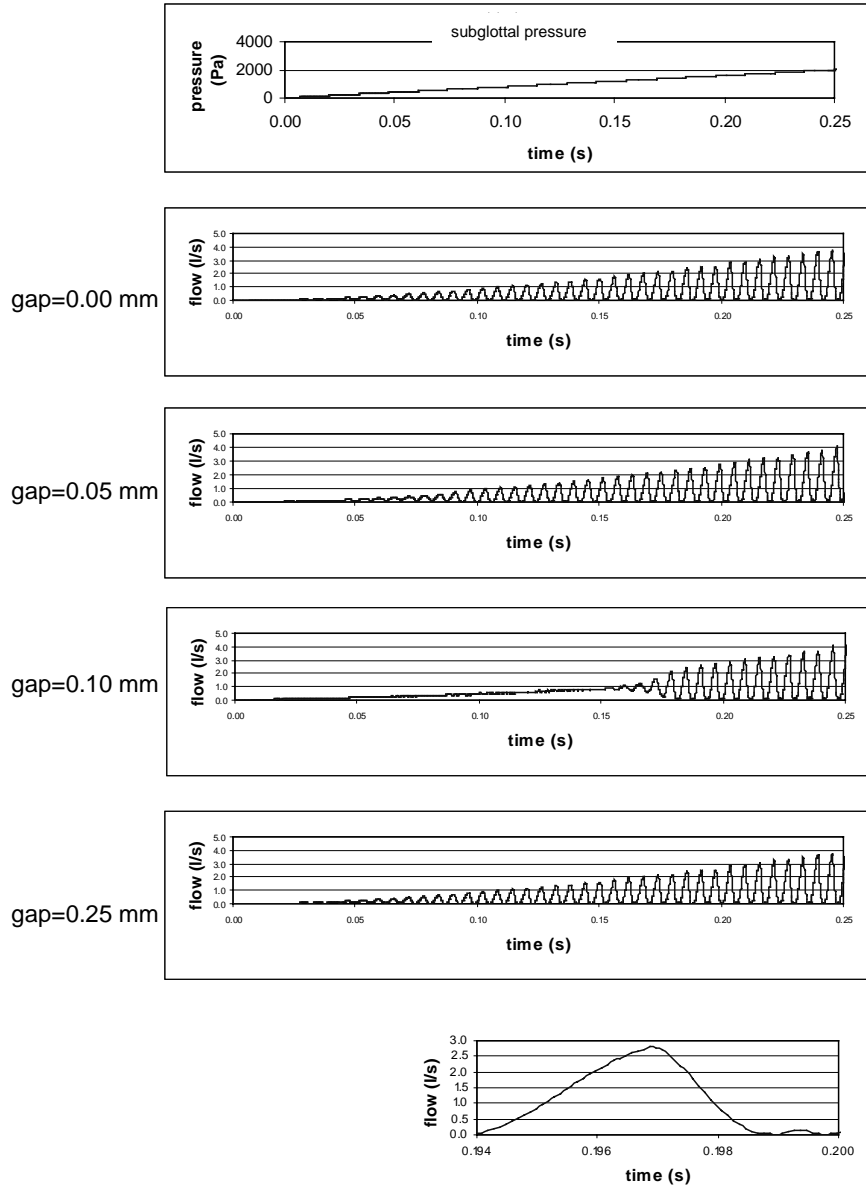 subglottal pressure
4000
2000
0
pressure
(Pa)
0.00 0.05 0.10 0.15 0.20 0.25
time (s)
gap=0.00 mm
flow (l/s)
5.0
4.0
3.0
2.0
1.0
0.0
0.00 0.05 0.10 0.15 0.20 0.25
time (s)
gap=0.05 mm
flow (l/s)
5.0
4.0
3.0
2.0
1.0
0.0
0.00 0.05 0.10 0.15 0.20 0.25
time (s)
gap=0.10 mm
flow (l/s)
5.0
4.0
3.0
2.0
1.0
0.0
0.00 0.05 0.10 0.15 0.20 0.25
time (s)
gap=0.25 mm
flow (l/s)
5.0
4.0
3.0
2.0
1.0
0.0
0.00 0.05 0.10 0.15 0.20 0.25
time (s)
flow (l/s)
3.0
2.5
2.0
1.5
1.0
0.5
0.0
0.194 0.196 0.198 0.200
time (s)